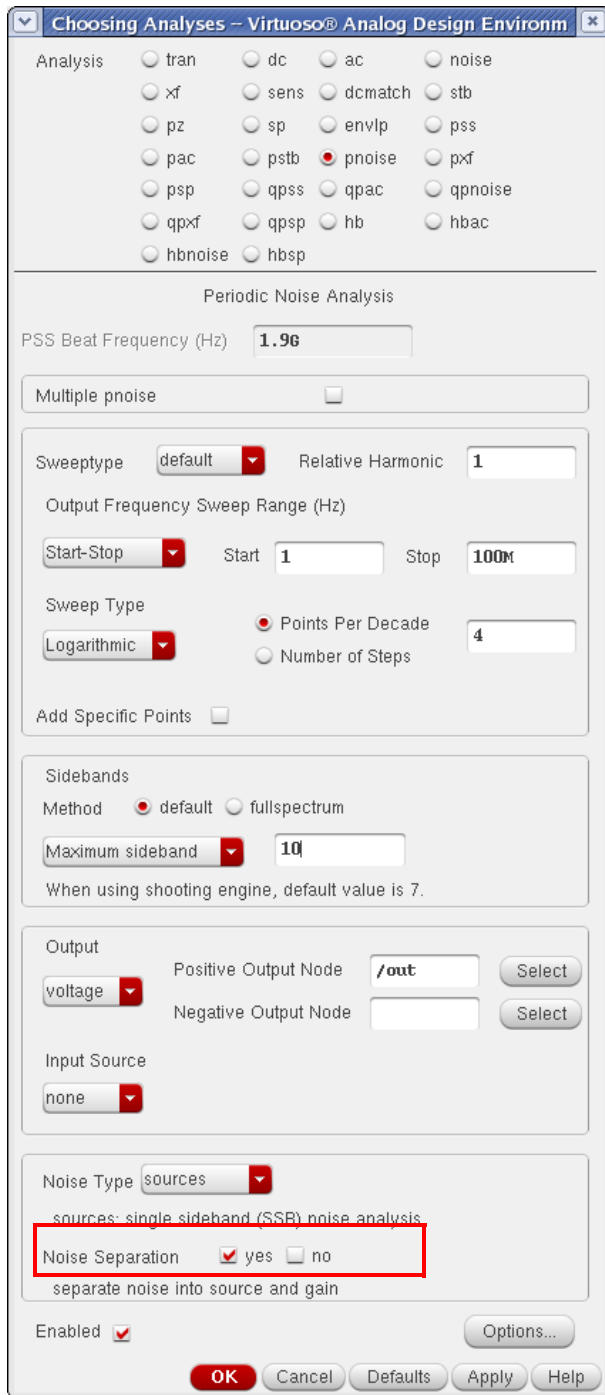 Choosing Analyses -- Virtuoso® Analog Design Environm
Analysis tran dc ac noise
xf sens dcmatch stb
pz sp envlp pss
pac pstb pnoise pxf
psp qpss qpac qpnoise
qpxf qpsp hb hbac
hbnoise hbsp
Periodic Noise Analysis
PSS Beat Frequency (Hz) 1.9G
Multiple pnoise
Sweeptype default Relative Harmonic 1
Output Frequency Sweep Range (Hz)
Start-Stop Start 1 Stop 100M
Sweep Type
Logarithmic Points Per Decade 4
Number of Steps
Add Specific Points
Sidebands
Method default fullspectrum
Maximum sideband 10
When using shooting engine, default value is 7.
Output
voltage Positive Output Node /out Select
Negative Output Node Select
Input Source
none
Noise Type sources
sources: single sideband (SSB) noise analysis
Noise Separation yes no
separate noise into source and gain
Enabled Options...
OK Cancel Defaults Apply Help